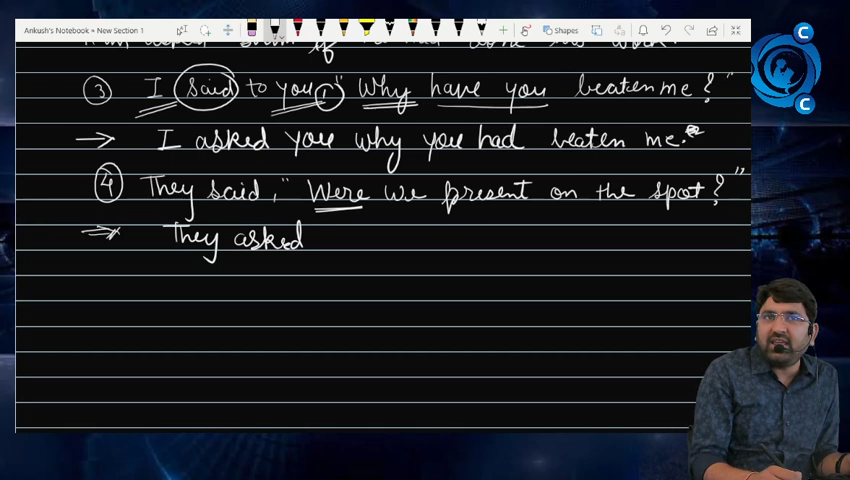 Ankush's Notebook » New Section 1
Shapes
③ I said to you, " Why have you beaten me? "
→ I asked you why you had beaten me.
④ They said, " Were we present on the spot? "
⇒ They asked
C
C